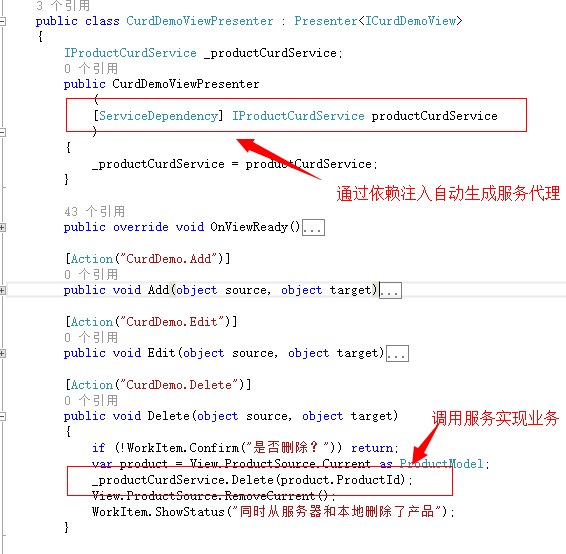 3 个引用
public class CurdDemoViewPresenter : Presenter<ICurdDemoView>
{
IProductCurdService _productCurdService;
0 个引用
public CurdDemoViewPresenter
(
[ServiceDependency] IProductCurdService productCurdService
)
{
_productCurdService = productCurdService;
}
通过依赖注入自动生成服务代理
43 个引用
public override void OnViewReady()...
[Action("CurdDemo.Add")]
0 个引用
public void Add(object source, object target)...
[Action("CurdDemo.Edit")]
0 个引用
public void Edit(object source, object target)...
[Action("CurdDemo.Delete")]
0 个引用
public void Delete(object source, object target)
调用服务实现业务
{
if (!WorkItem.Confirm("是否删除？")) return;
var product = View.ProductSource.Current as ProductModel;
_productCurdService.Delete(product.ProductId);
View.ProductSource.RemoveCurrent();
WorkItem.ShowStatus("同时从服务器和本地删除了产品");
}